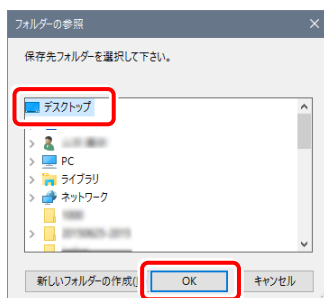 フォルダーの参照
保存先フォルダーを選択して下さい。
デスクトップ
PC
ライブラリ
ネットワーク
新しいフォルダーの作成(
OK
キャンセル